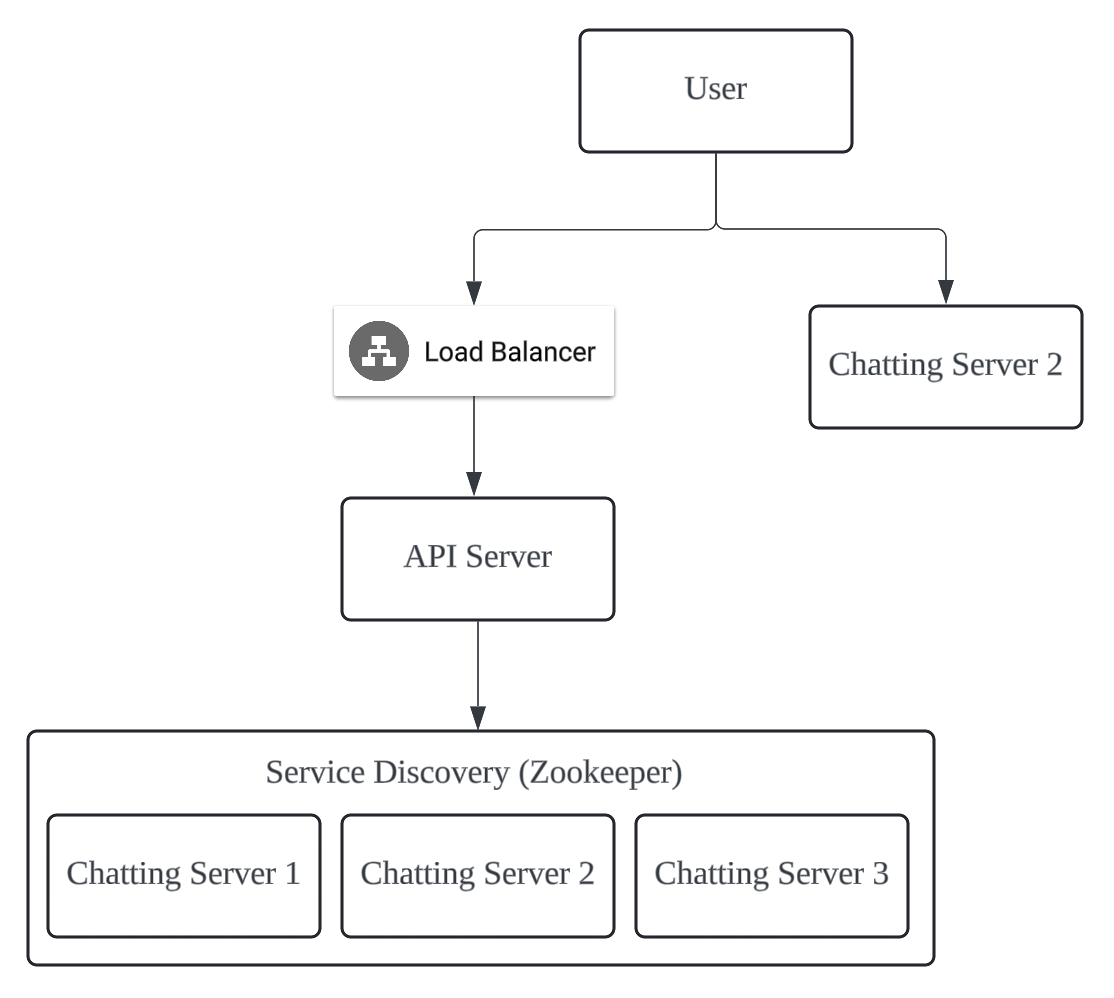 User
Load Balancer
Chatting Server 2
API Server
Service Discovery (Zookeeper)
Chatting Server 1
Chatting Server 2
Chatting Server 3